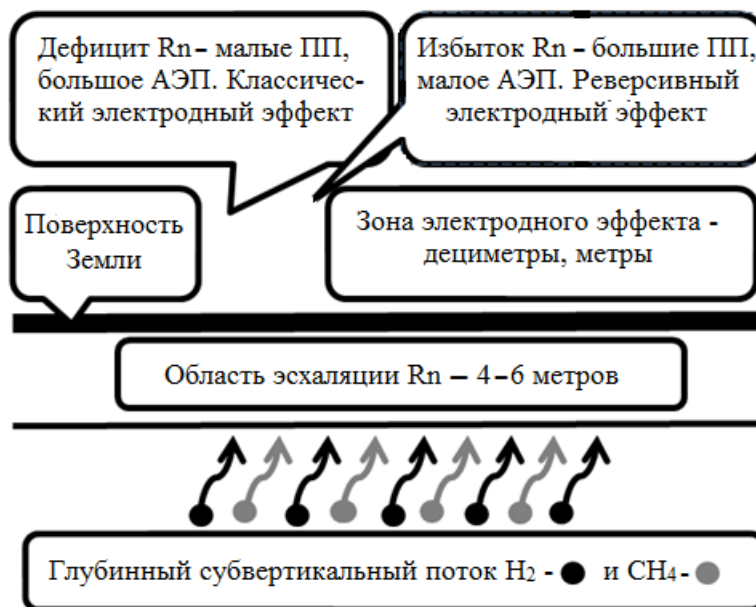 Дефицит Rn – малые ПП,
большое АЭП. Классичес-
кий электродный эффект
Избыток Rn – большие ПП,
малое АЭП. Реверсивный
электродный эффект
Поверхность
Земли
Зона электродного эффекта -
дециметры, метры
Область эсхаляции Rn – 4–6 метров
Глубинный субвертикальный поток H2 - и CH4 -